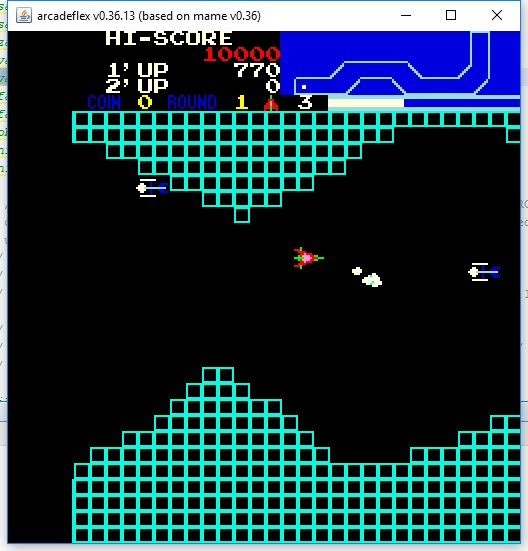 arcadeflex v0.36.13 (based on mame v0.36)
HI-SCORE
10000
1'UP 770
2'UP 0
COIN 0 ROUND 1 3